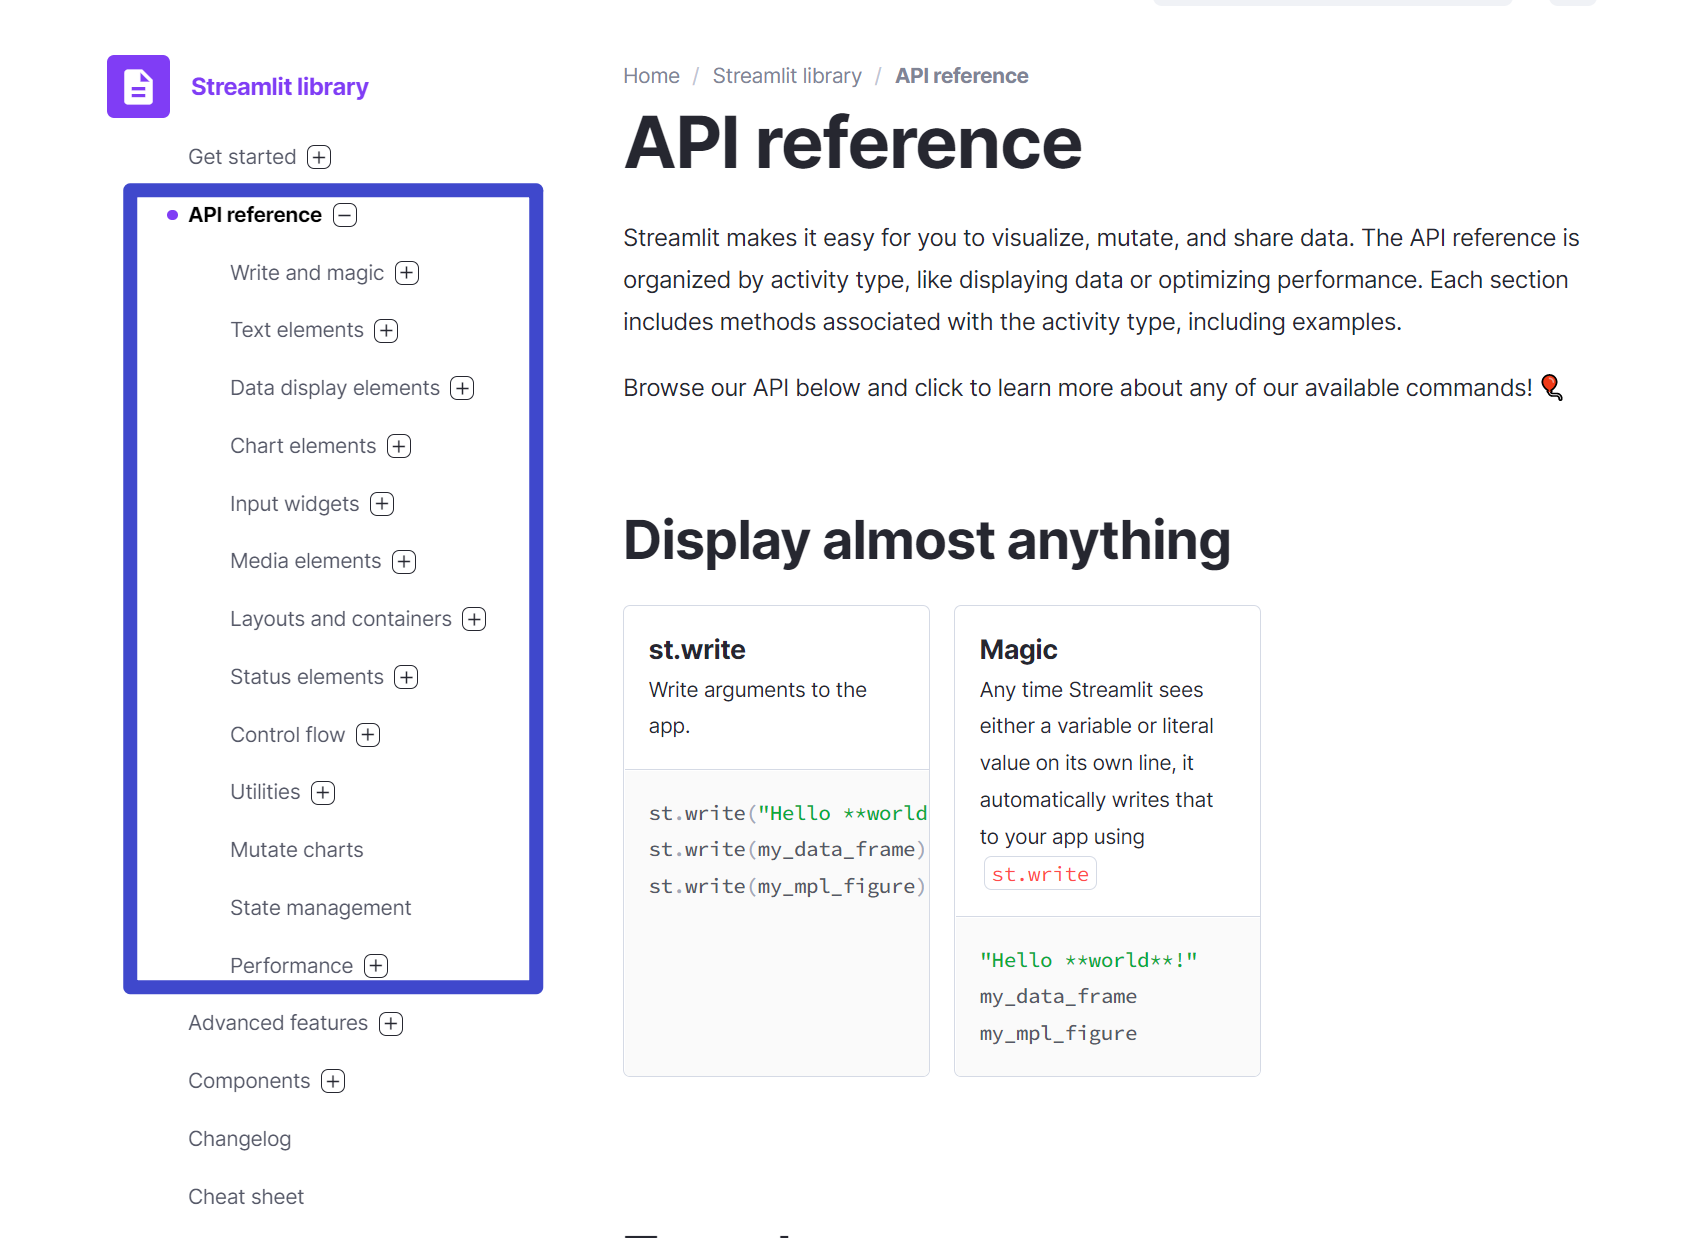 Streamlit library
Get started
API reference
Write and magic
Text elements
Data display elements
Chart elements
Input widgets
Media elements
Layouts and containers
Status elements
Control flow
Utilities
Mutate charts
State management
Performance
Advanced features
Components
Changelog
Cheat sheet
Home / Streamlit library / API reference
API reference
Streamlit makes it easy for you to visualize, mutate, and share data. The API reference is
organized by activity type, like displaying data or optimizing performance. Each section
includes methods associated with the activity type, including examples.
Browse our API below and click to learn more about any of our available commands! 🎈
Display almost anything
st.write
Write arguments to the
app.
st.write("Hello **world
st.write(my_data_frame)
st.write(my_mpl_figure)
Magic
Any time Streamlit sees
either a variable or literal
value on its own line, it
automatically writes that
to your app using
st.write
"Hello **world**!"
my_data_frame
my_mpl_figure